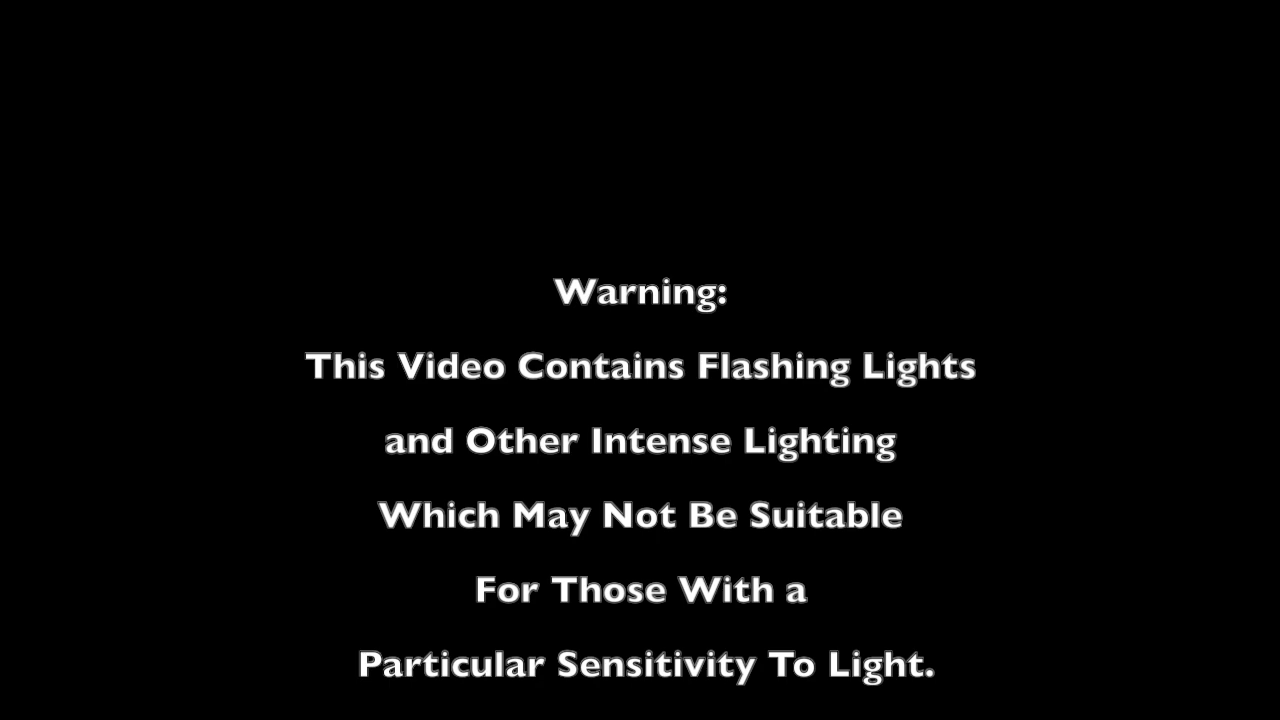 Warning:
This Video Contains Flashing Lights
and Other Intense Lighting
Which May Not Be Suitable
For Those With a
Particular Sensitivity To Light.